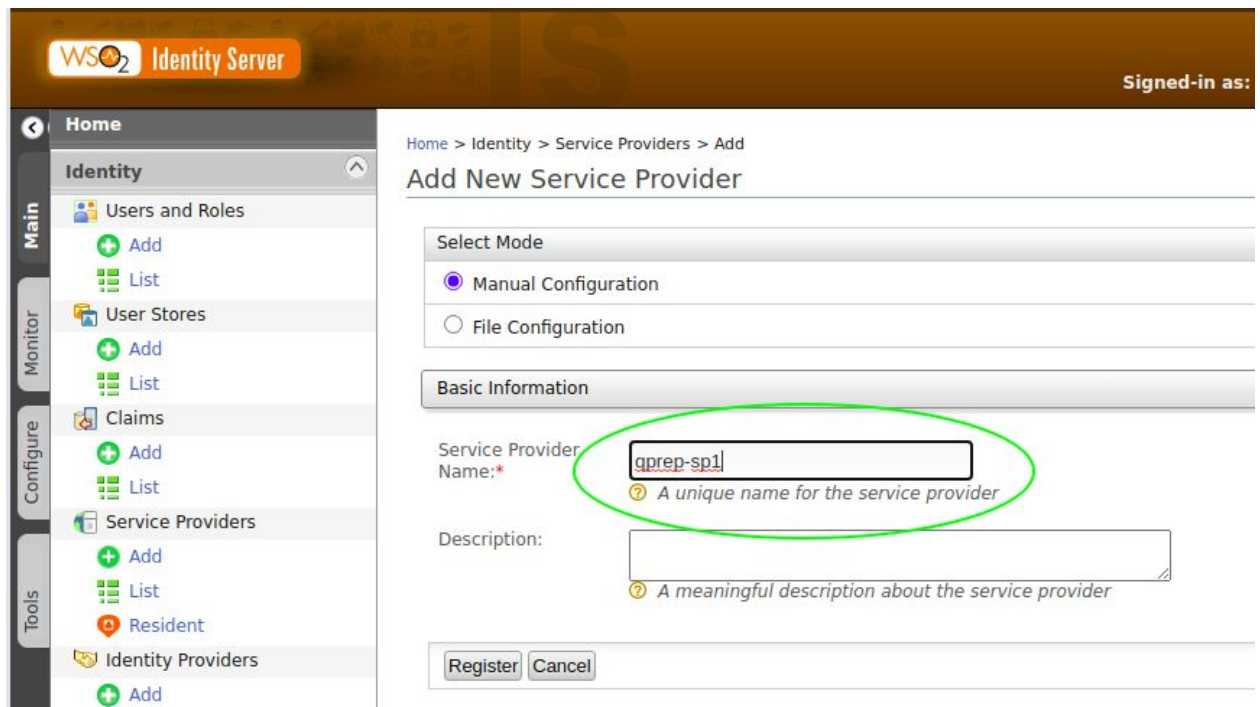 WSO2 Identity Server
IS
Signed-in as:
Main
Monitor
Configure
Tools
Home
Identity
Users and Roles
Add
List
User Stores
Add
List
Claims
Add
List
Service Providers
Add
List
Resident
Identity Providers
Add
Home > Identity > Service Providers > Add
Add New Service Provider
Select Mode
Manual Configuration
File Configuration
Basic Information
Service Provider
Name:*
qprep-sp1
A unique name for the service provider
Description:
A meaningful description about the service provider
Register Cancel